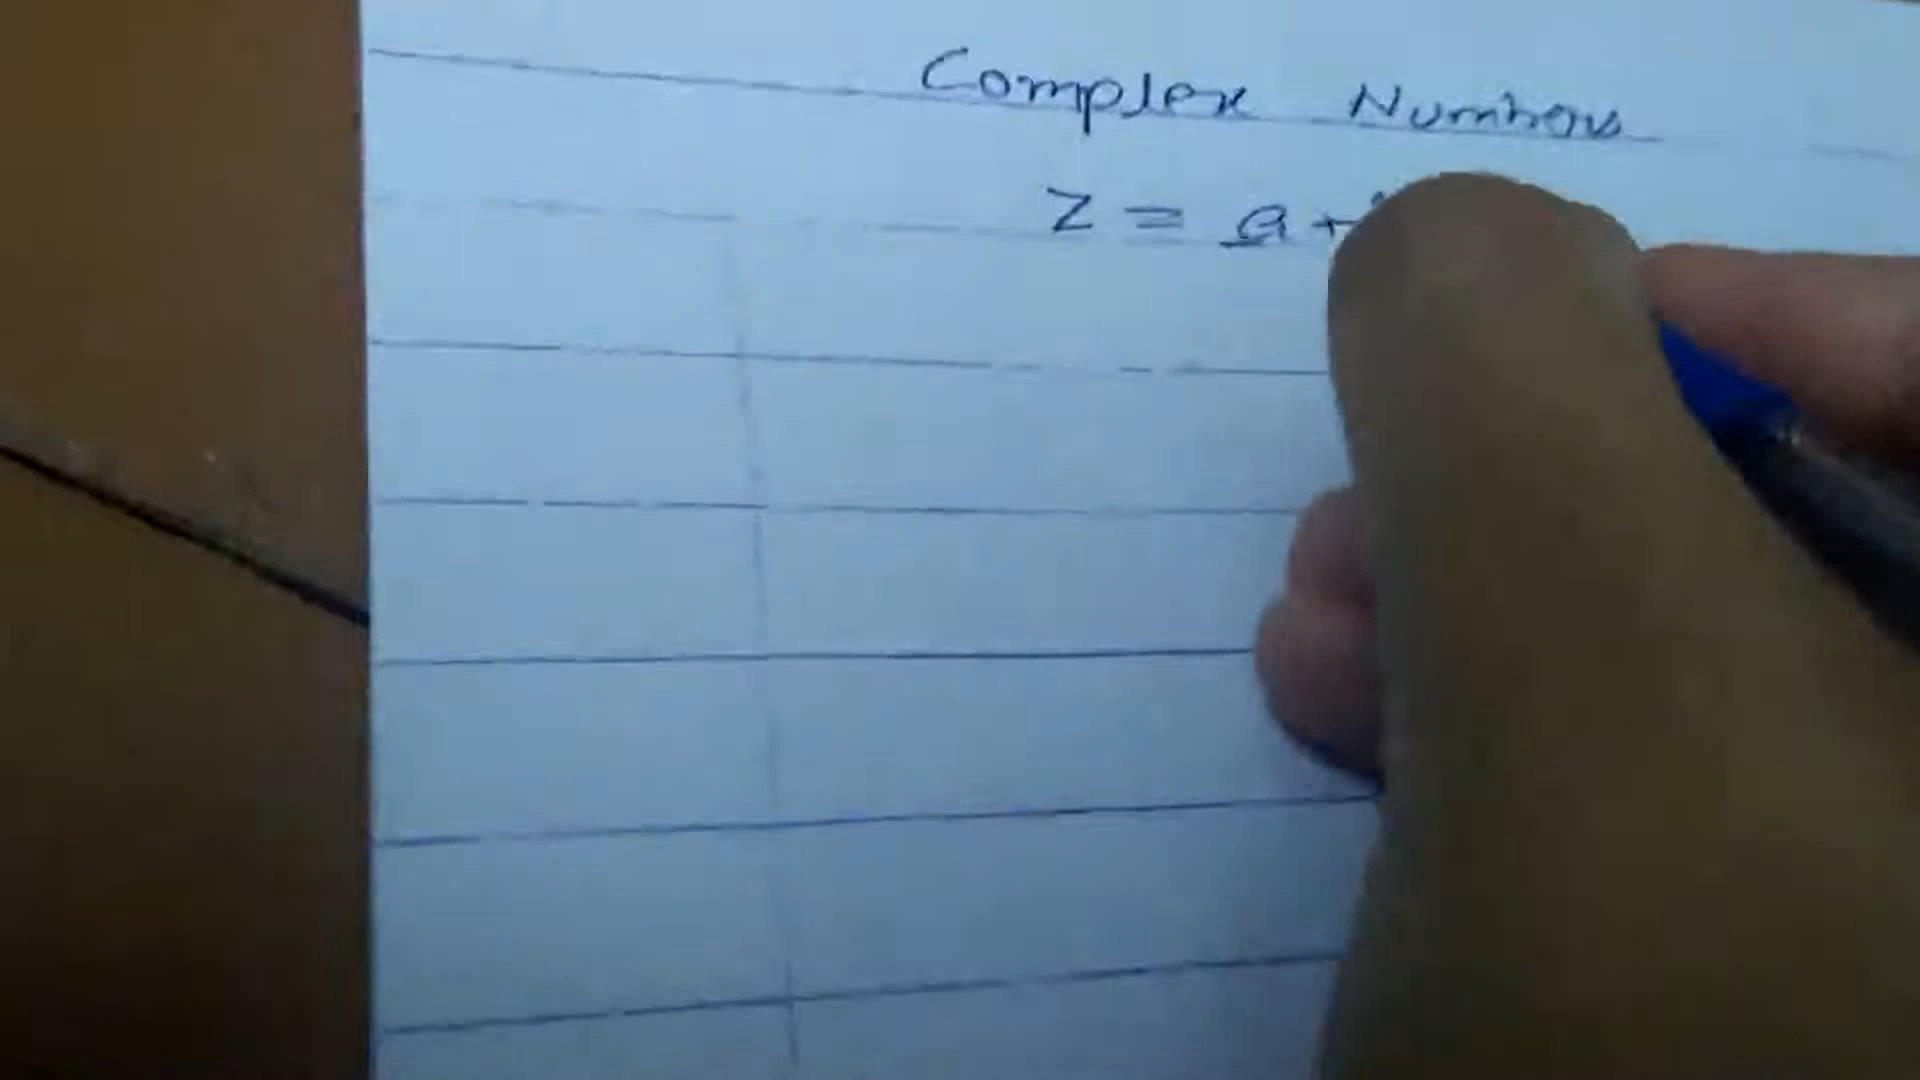 Complex Numbers
Z = a +